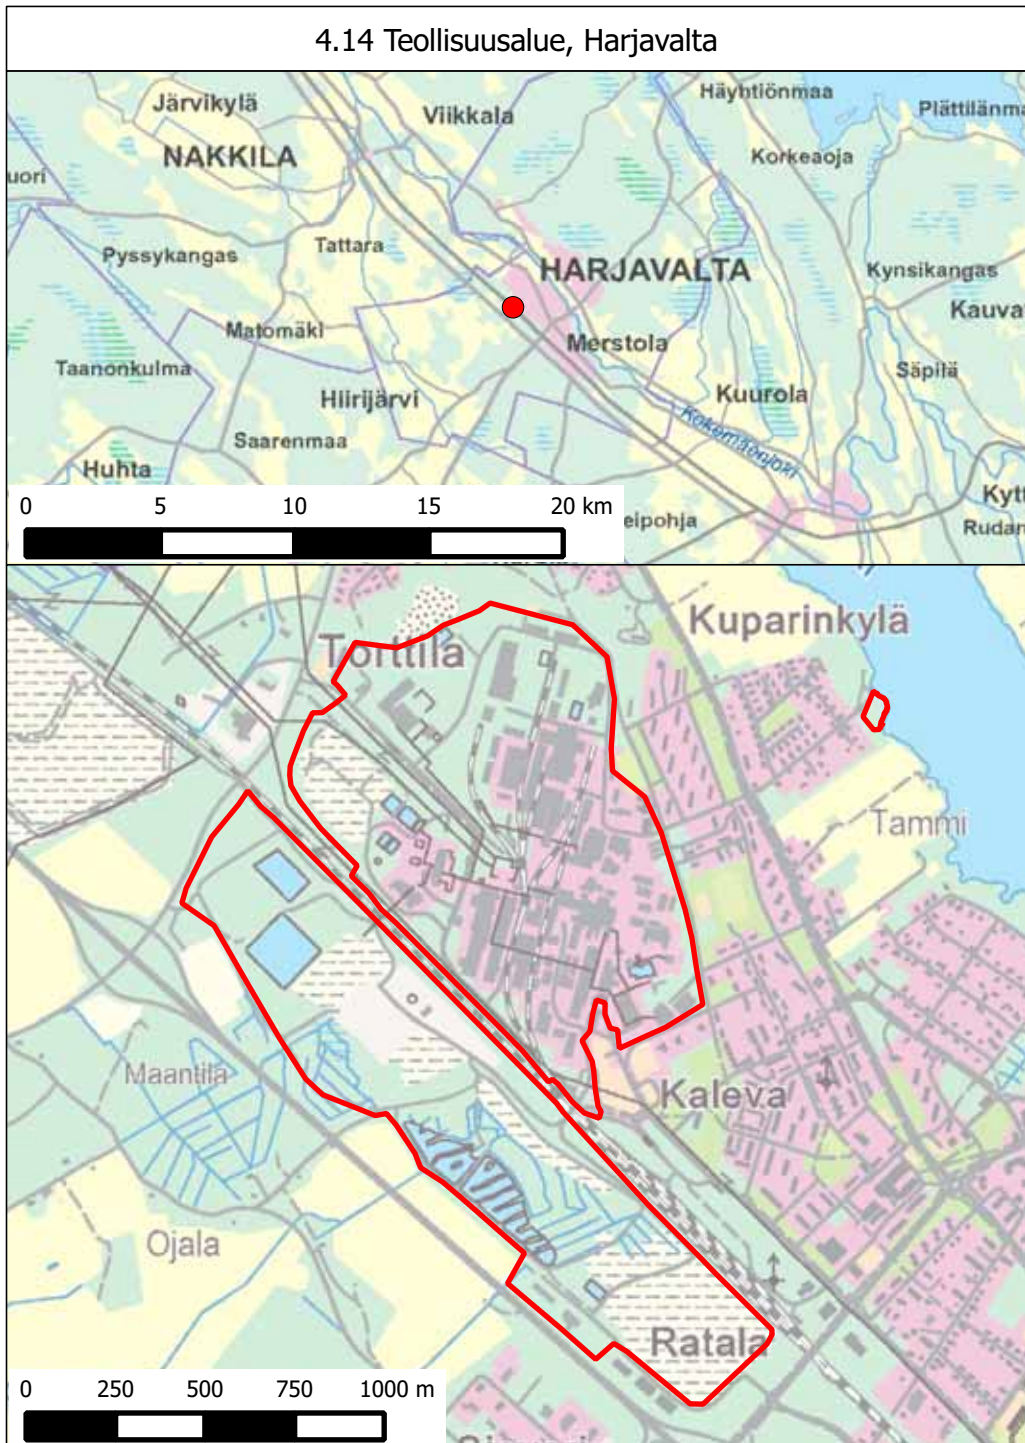 4.14 Teollisuusalue, Harjavalta
Järvikylä
Viikkala
Häyhtiönmaa
NAKKILA
Korkeaoja
uori
Pyssykangas
Tattara
HARJAVALTA
Kynsikangas
Kauva
Matomäki
Merstola
Taanonkulma
Säpilä
Hiirijärvi
Kuurola
Saarenmaa
Kokemäenjoki
Huhta
Kytt
eipohja
Rudan
0 5 10 15 20 km
Kuparinkylä
Torttila
Tammi
Maantila
Kaleva
Ojala
Ratala
0 250 500 750 1000 m